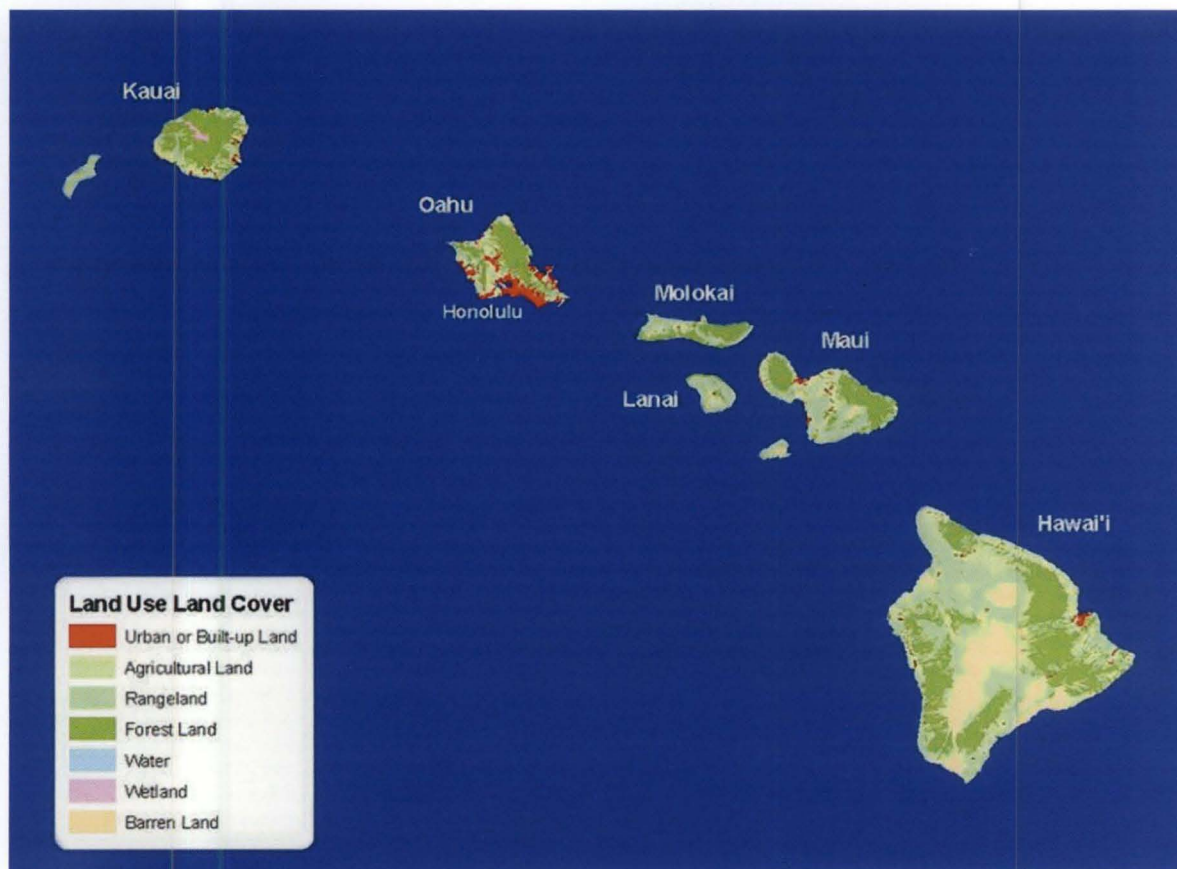 Kauai
Oahu
Honolulu
Molokai
Maui
Lanai
Hawai'i
Land Use Land Cover
Urban or Built-up Land
Agricultural Land
Rangeland
Forest Land
Water
Wetland
Barren Land